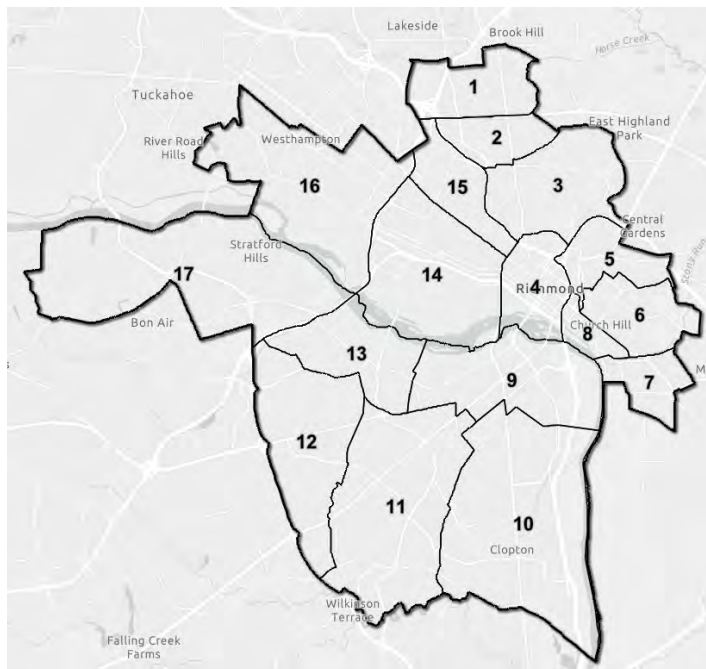 Lakeside
Brook Hill
Horse Creek
1
Tuckahoe
East Highland
Park
2
River Road
Hills
Westhampton
15
3
16
Central
Gardens
5
Stratford
Hills
17
14
4
Richmond
Stony Run
6
Church Hill
8
Bon Air
13
9
7
M
12
11
10
Clopton
Wilkinson
Terrace
Falling Creek
Farms